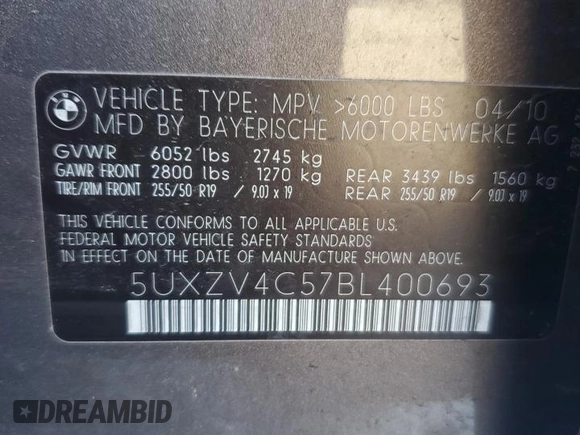 BMW
VEHICLE TYPE: MPV >6000 LBS 04/10
MFD BY BAYERISCHE MOTORENWERKE AG
GVWR 6052 lbs 2745 kg
GAWR FRONT 2800 lbs 1270 kg REAR 3439 lbs 1560 kg
TIRE/RIM FRONT 255/50 R19 / 9.0J x 19 REAR 255/50 R19 / 9.0J x 19
THIS VEHICLE CONFORMS TO ALL APPLICABLE U.S.
FEDERAL MOTOR VEHICLE SAFETY STANDARDS
IN EFFECT ON THE DATE OF MANUFACTURE SHOWN ABOVE.
5UXZV4C57BL400693
DREAMBID